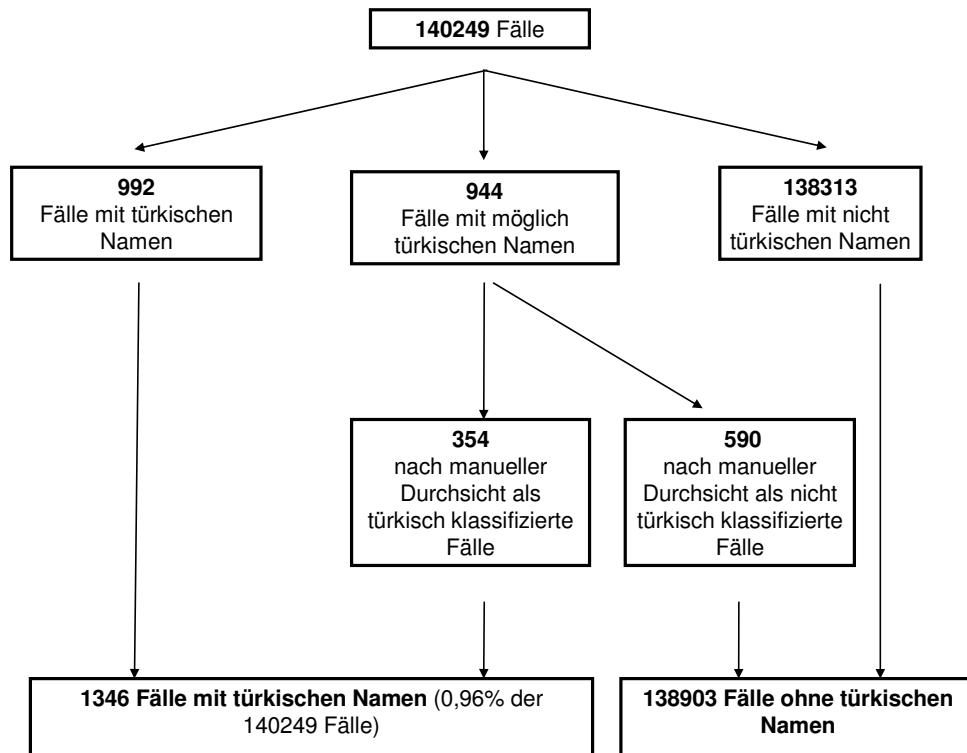 140249 Fälle
992
Fälle mit türkischen
Namen
944
Fälle mit möglich
türkischen Namen
138313
Fälle mit nicht
türkischen Namen
354
nach manueller
Durchsicht als
türkisch klassifizierte
Fälle
590
nach manueller
Durchsicht als nicht
türkisch klassifizierte
Fälle
1346 Fälle mit türkischen Namen (0,96% der
140249 Fälle)
138903 Fälle ohne türkischen
Namen